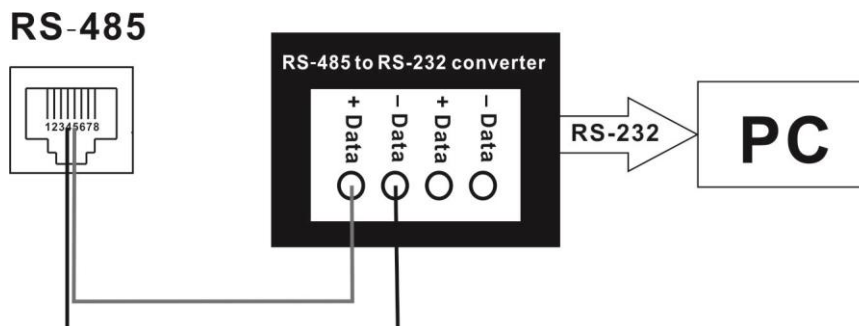 RS-485
RS-485 to RS-232 converter
12345678
+ Data
− Data
+ Data
− Data
RS-232
PC